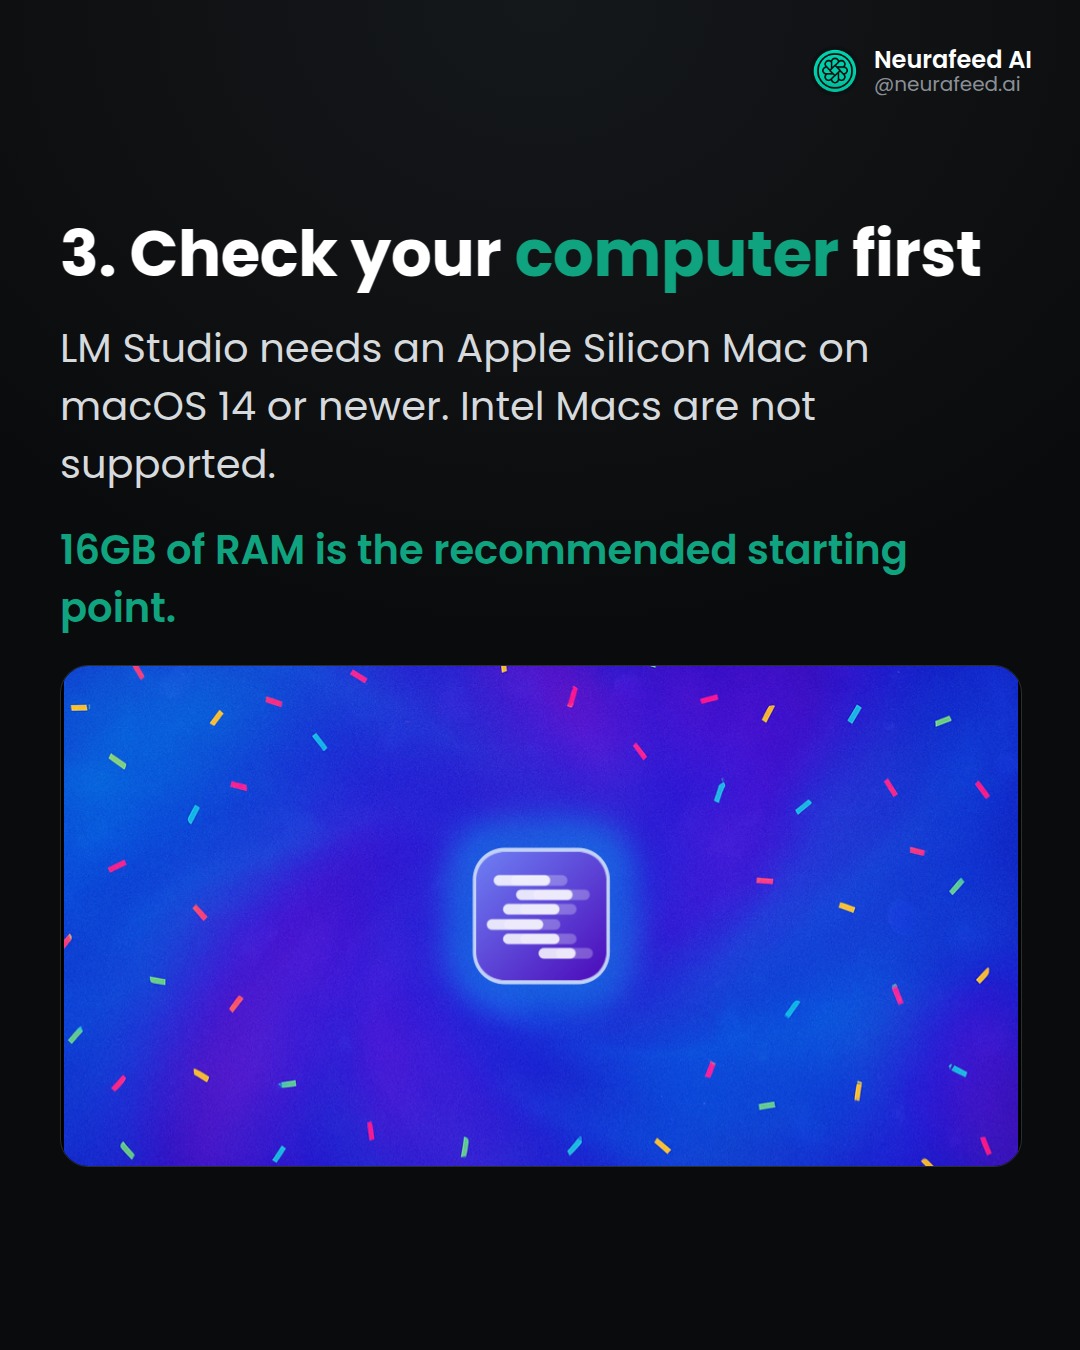 Neurafeed AI
@neurafeed.ai
3. Check your computer first
LM Studio needs an Apple Silicon Mac on
macOS 14 or newer. Intel Macs are not
supported.
16GB of RAM is the recommended starting
point.